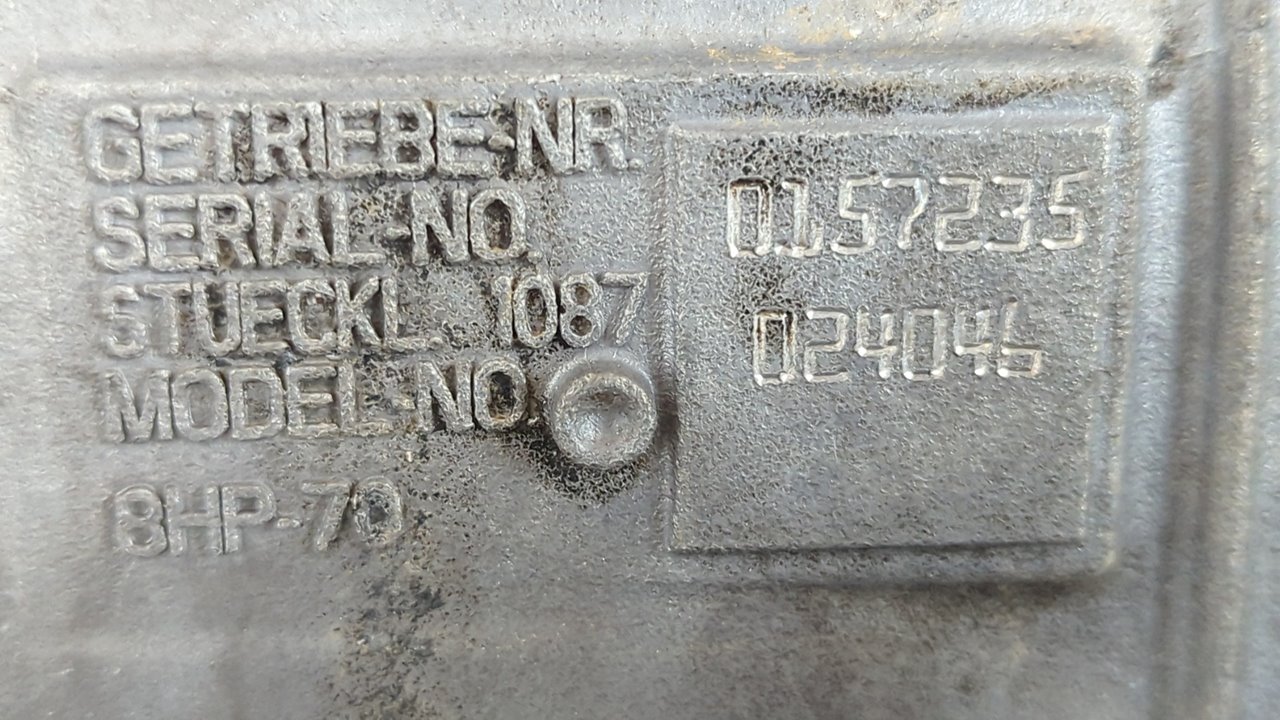 GETRIEBE-NR.
SERIAL-NO.
0157235
STUECKL. 1087
MODEL-NO
024046
8HP-70